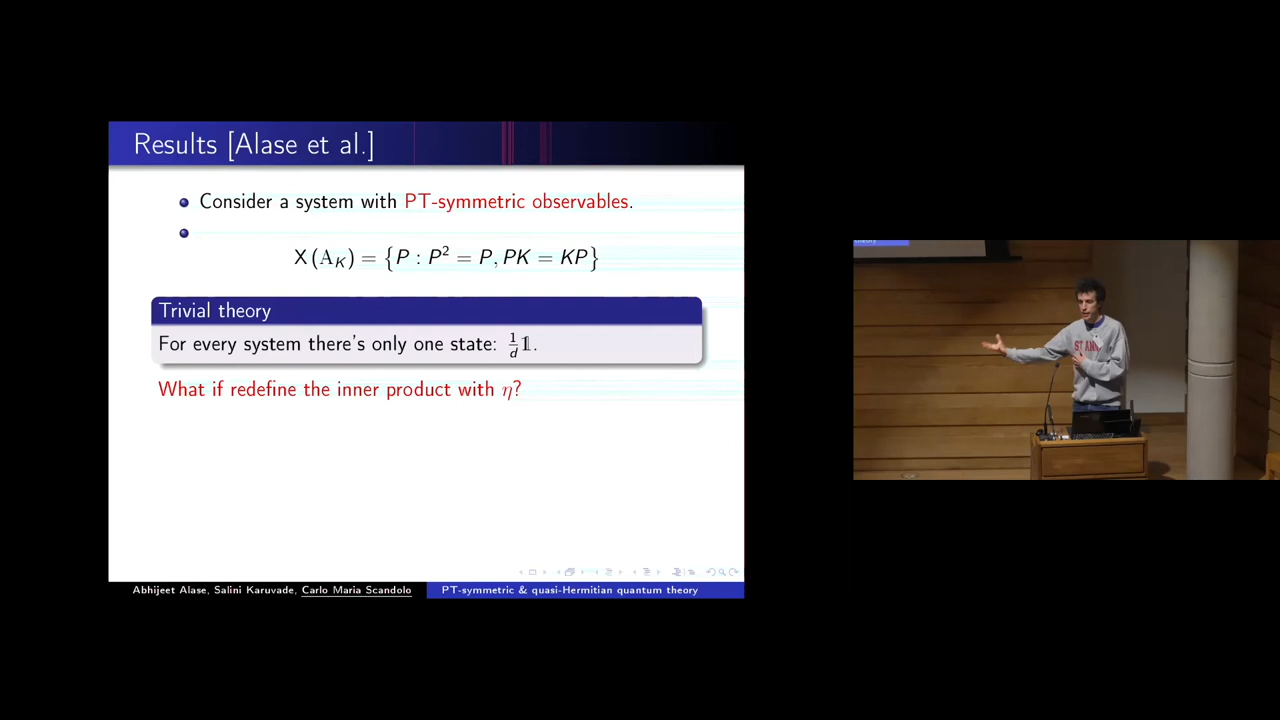 Results [Alase et al.]
Consider a system with PT-symmetric observables.
X(A_K) = {P : P² = P, PK = KP}
Trivial theory
For every system there's only one state: 1/d 𝟙.
What if redefine the inner product with η?
Abhijeet Alase, Salini Karuvade, Carlo Maria Scandolo
PT-symmetric & quasi-Hermitian quantum theory
theory